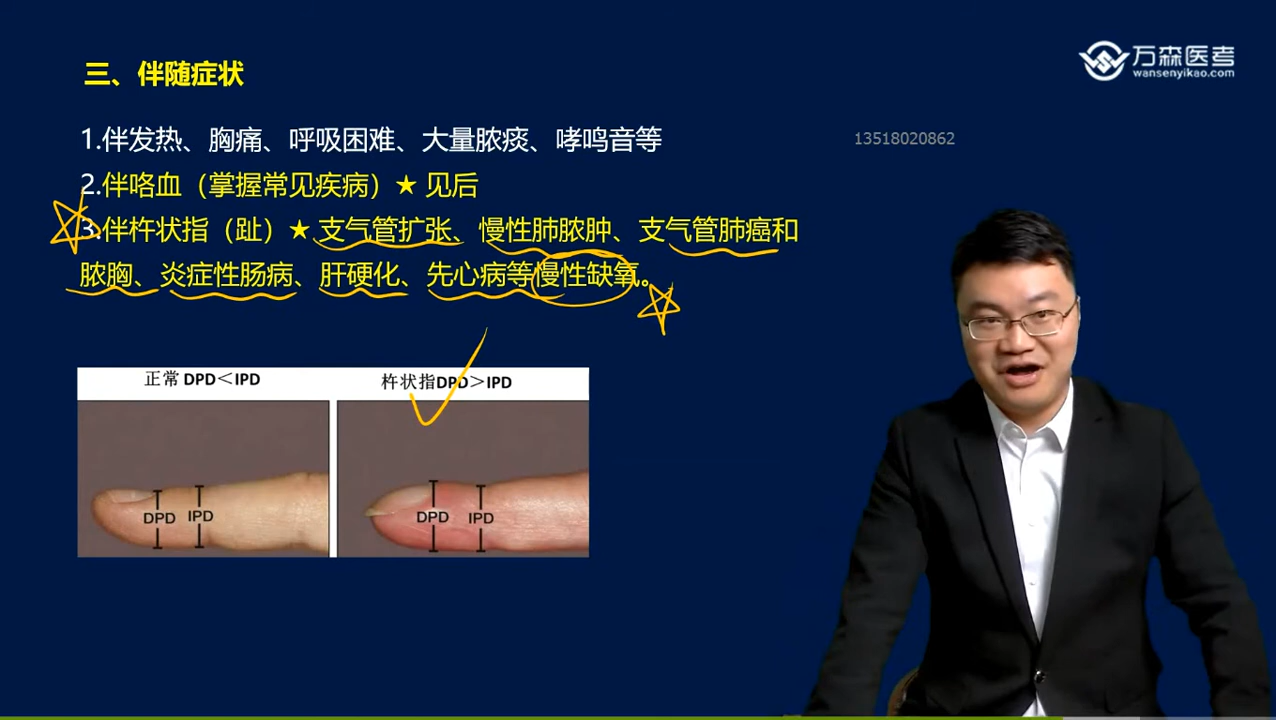 三、伴随症状
万森医考
wansenyikao.com
1.伴发热、胸痛、呼吸困难、大量脓痰、哮鸣音等
13518020862
2.伴咯血（掌握常见疾病）★ 见后
3.伴杵状指（趾）★ 支气管扩张、慢性肺脓肿、支气管肺癌和
脓胸、炎症性肠病、肝硬化、先心病等慢性缺氧。
正常 DPD＜IPD
杵状指DPD＞IPD
DPD IPD
DPD IPD